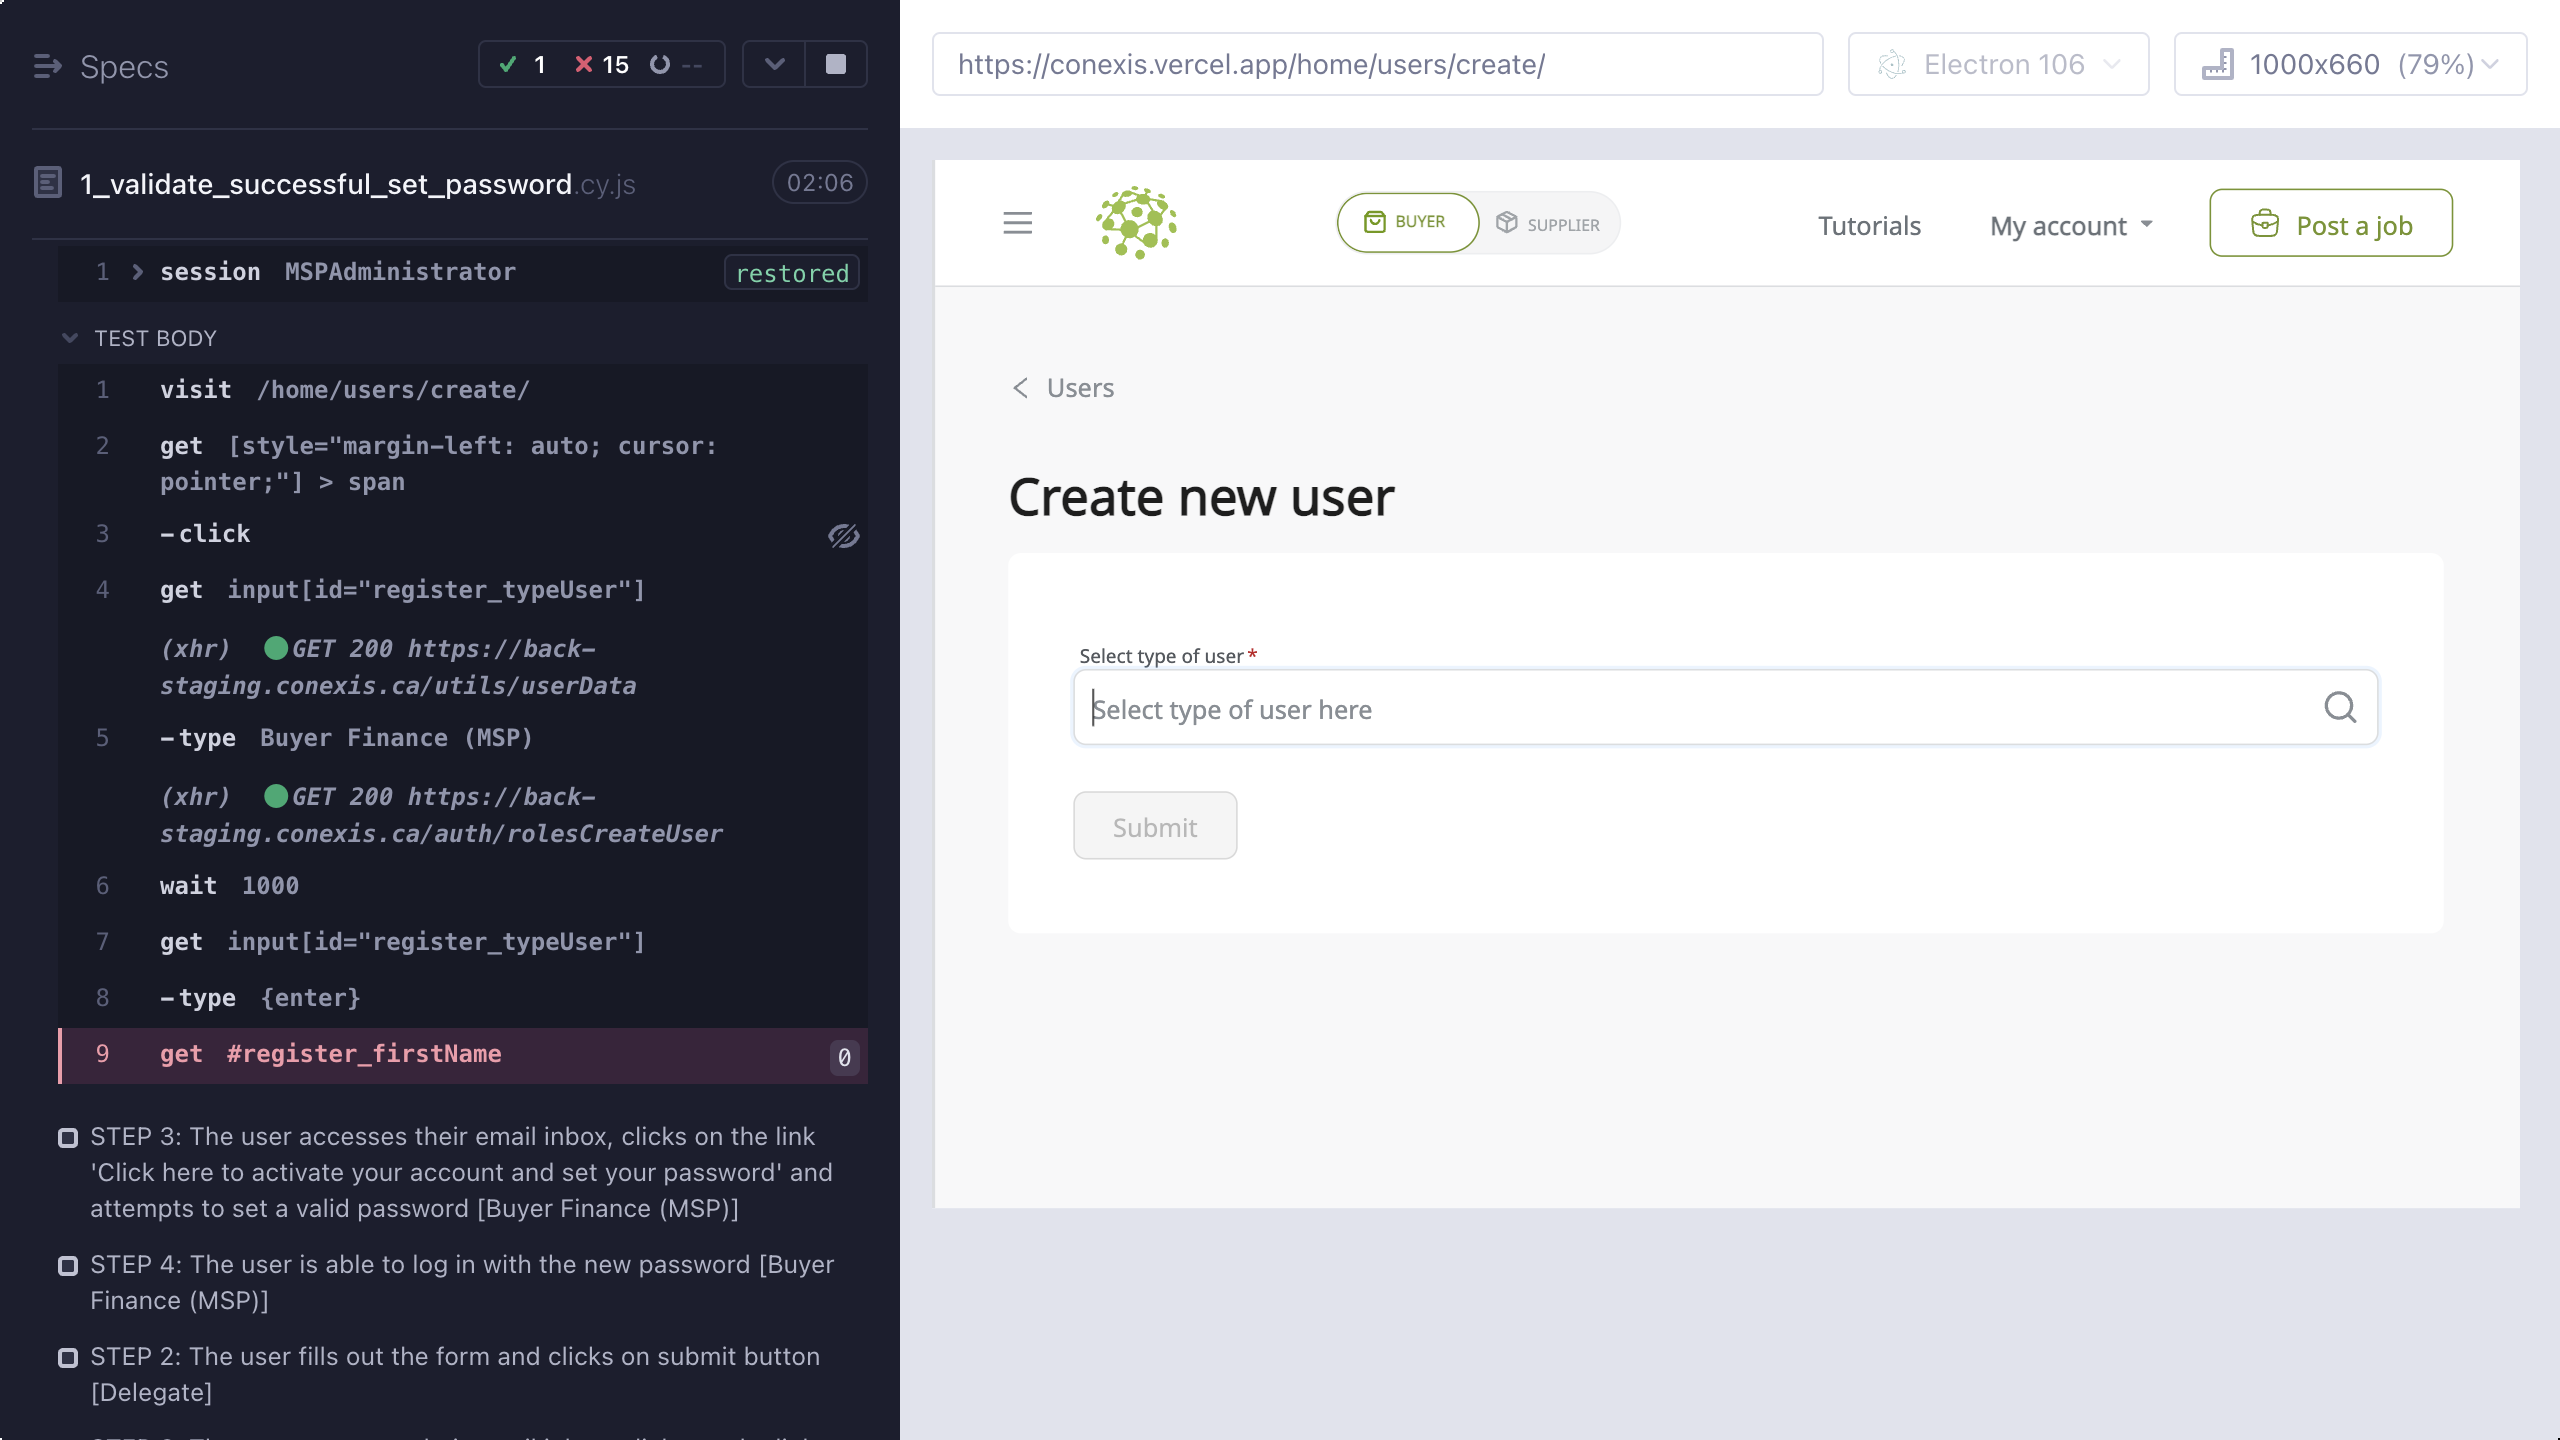 Specs
1
15
--
1_validate_successful_set_password.cy.js
02:06
1 session MSPAdministrator restored
TEST BODY
1 visit /home/users/create/
2 get [style="margin-left: auto; cursor:
pointer;"] > span
3 -click
4 get input[id="register_typeUser"]
(xhr) GET 200 https://back-
staging.conexis.ca/utils/userData
5 -type Buyer Finance (MSP)
(xhr) GET 200 https://back-
staging.conexis.ca/auth/rolesCreateUser
6 wait 1000
7 get input[id="register_typeUser"]
8 -type {enter}
9 get #register_firstName 0
STEP 3: The user accesses their email inbox, clicks on the link
'Click here to activate your account and set your password' and
attempts to set a valid password [Buyer Finance (MSP)]
STEP 4: The user is able to log in with the new password [Buyer
Finance (MSP)]
STEP 2: The user fills out the form and clicks on submit button
[Delegate]
https://conexis.vercel.app/home/users/create/
Electron 106
1000x660 (79%)
BUYER
SUPPLIER
Tutorials
My account
Post a job
Users
Create new user
Select type of user*
Select type of user here
Submit